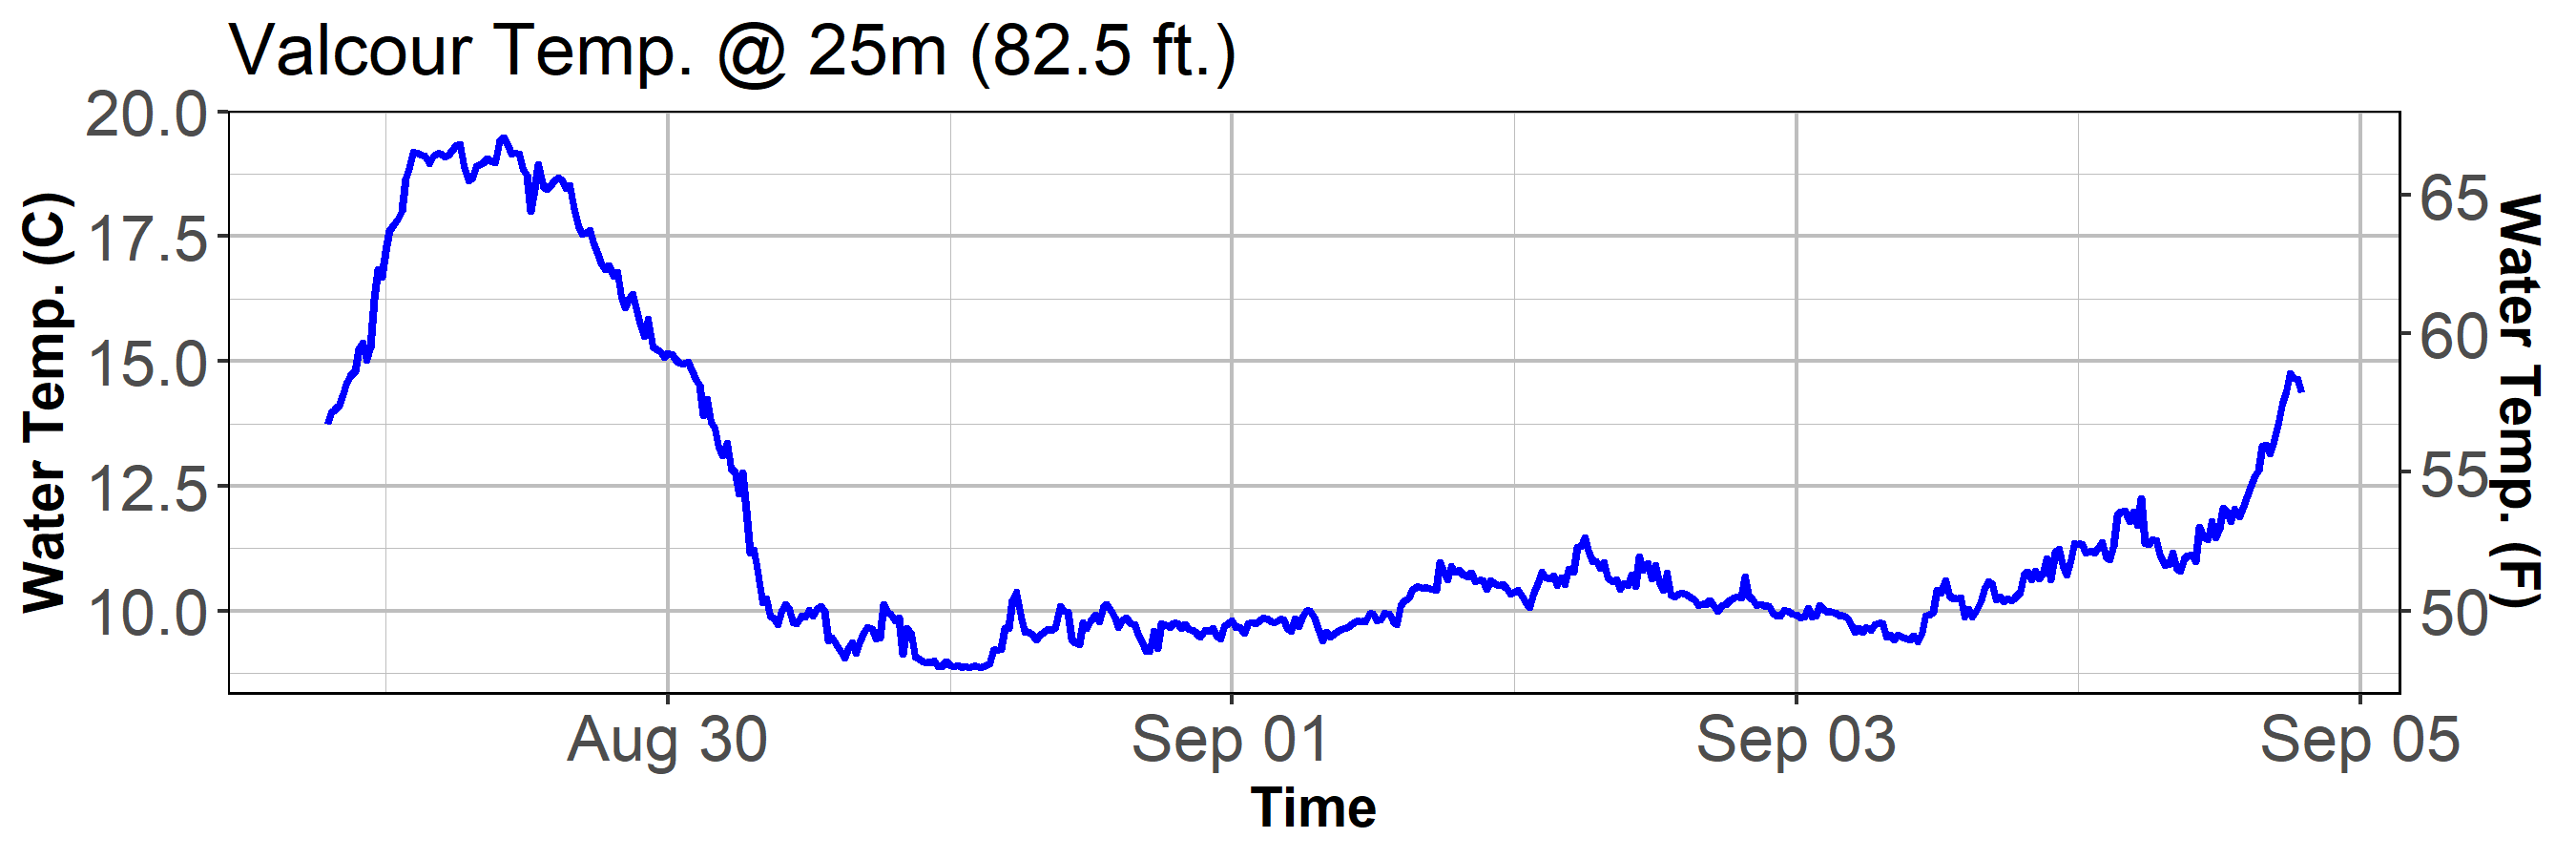 Valcour Temp. @ 25m (82.5 ft.)
Water Temp. (C)
20.0
17.5
15.0
12.5
10.0
65
60
55
50
Water Temp. (F)
Aug 30
Sep 01
Sep 03
Sep 05
Time